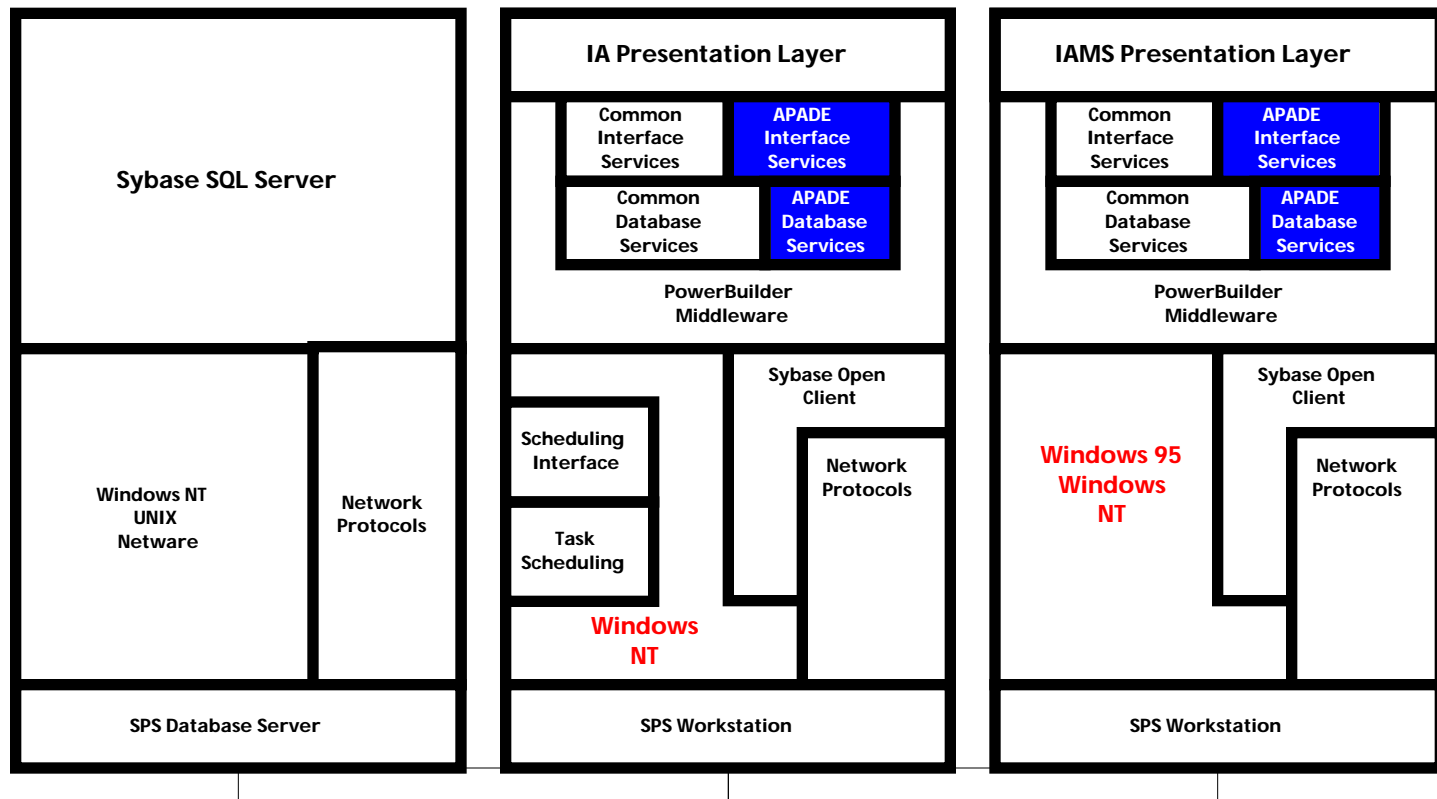 Sybase SQL Server
Windows NT
UNIX
Netware
Network
Protocols
SPS Database Server
IA Presentation Layer
Common
Interface
Services
APADE
Interface
Services
Common
Database
Services
APADE
Database
Services
PowerBuilder
Middleware
Sybase Open
Client
Scheduling
Interface
Task
Scheduling
Network
Protocols
Windows
NT
SPS Workstation
IAMS Presentation Layer
Common
Interface
Services
APADE
Interface
Services
Common
Database
Services
APADE
Database
Services
PowerBuilder
Middleware
Sybase Open
Client
Windows 95
Windows
NT
Network
Protocols
SPS Workstation